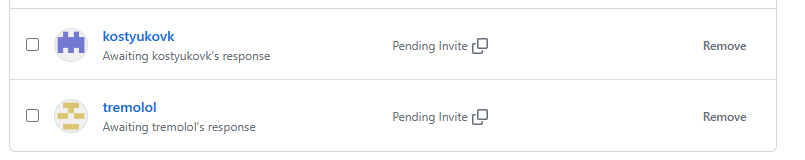 kostyukovk
Awaiting kostyukovk's response
Pending Invite
Remove
tremolol
Awaiting tremolol's response
Pending Invite
Remove